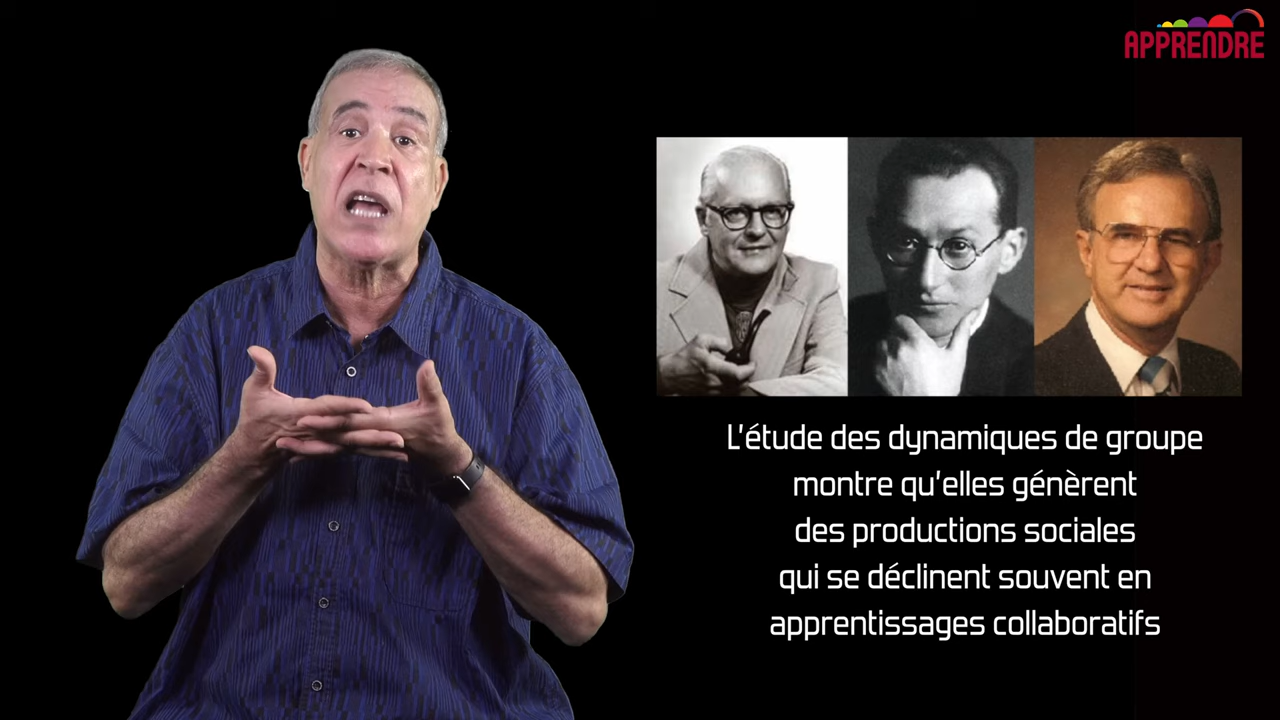 APPRENDRE
L'étude des dynamiques de groupe
montre qu'elles génèrent
des productions sociales
qui se déclinent souvent en
apprentissages collaboratifs